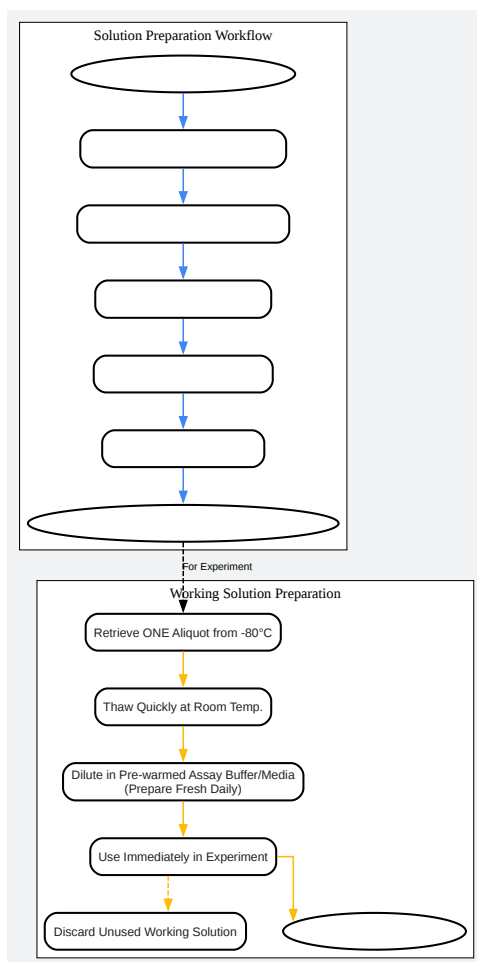 Solution Preparation Workflow
For Experiment
Working Solution Preparation
Retrieve ONE Aliquot from -80°C
Thaw Quickly at Room Temp.
Dilute in Pre-warmed Assay Buffer/Media
(Prepare Fresh Daily)
Use Immediately in Experiment
Discard Unused Working Solution